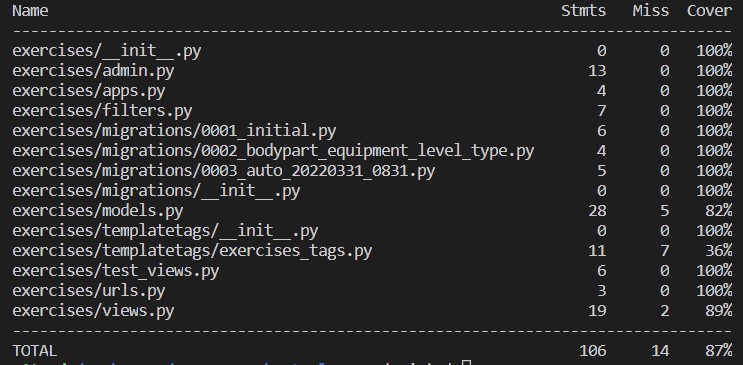 Name Stmts Miss Cover
--------------------------------------------------------------------------------
exercises/__init__.py 0 0 100%
exercises/admin.py 13 0 100%
exercises/apps.py 4 0 100%
exercises/filters.py 7 0 100%
exercises/migrations/0001_initial.py 6 0 100%
exercises/migrations/0002_bodypart_equipment_level_type.py 4 0 100%
exercises/migrations/0003_auto_20220331_0831.py 5 0 100%
exercises/migrations/__init__.py 0 0 100%
exercises/models.py 28 5 82%
exercises/templatetags/__init__.py 0 0 100%
exercises/templatetags/exercises_tags.py 11 7 36%
exercises/test_views.py 6 0 100%
exercises/urls.py 3 0 100%
exercises/views.py 19 2 89%
--------------------------------------------------------------------------------
TOTAL 106 14 87%